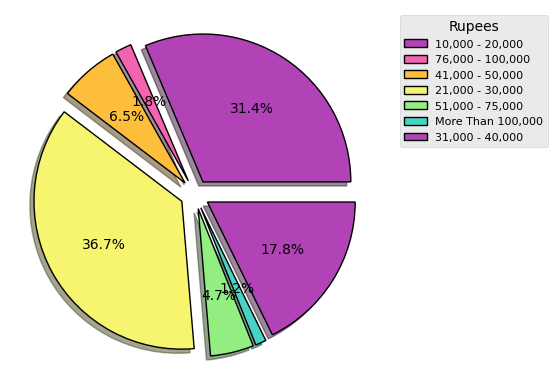 Rupees
10,000 - 20,000
76,000 - 100,000
41,000 - 50,000
21,000 - 30,000
51,000 - 75,000
More Than 100,000
31,000 - 40,000
31.4%
1.8%
6.5%
36.7%
17.8%
1.2%
4.7%